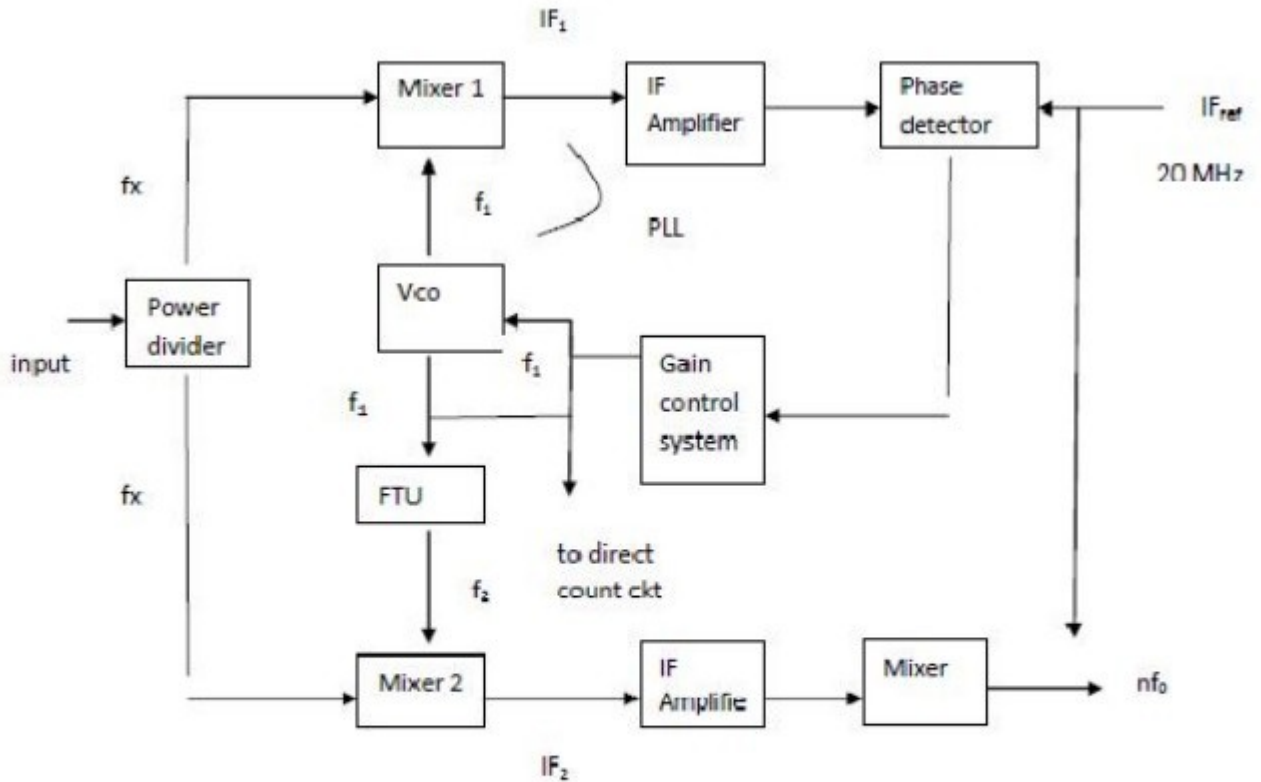 IF₁
Mixer 1
IF
Amplifier
Phase
detector
IFref
20 MHz
fx
f₁
PLL
Power
divider
Vco
input
f₁
f₁
Gain
control
system
fx
FTU
to direct
count ckt
f₂
Mixer 2
IF
Amplifie
Mixer
nf₀
IF₂